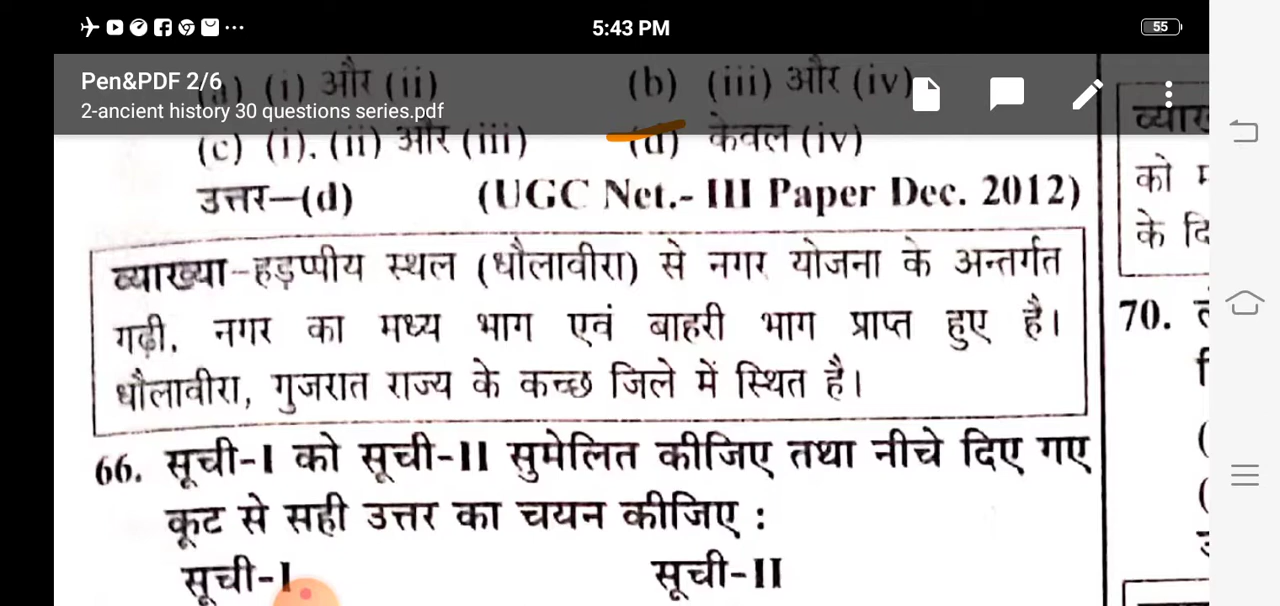 5:43 PM
55
Pen&PDF 2/6
2-ancient history 30 questions series.pdf
(a) (i) और (ii) (b) (iii) और (iv)
(c) (i), (ii) और (iii) (d) केवल (iv)
उत्तर–(d) (UGC Net.- III Paper Dec. 2012)
व्याख्या–हड़प्पीय स्थल (धौलावीरा) से नगर योजना के अन्तर्गत
गढ़ी, नगर का मध्य भाग एवं बाहरी भाग प्राप्त हुए है।
धौलावीरा, गुजरात राज्य के कच्छ जिले में स्थित है।
66. सूची-I को सूची-II सुमेलित कीजिए तथा नीचे दिए गए
कूट से सही उत्तर का चयन कीजिए :
सूची-I सूची-II
को
के
70.